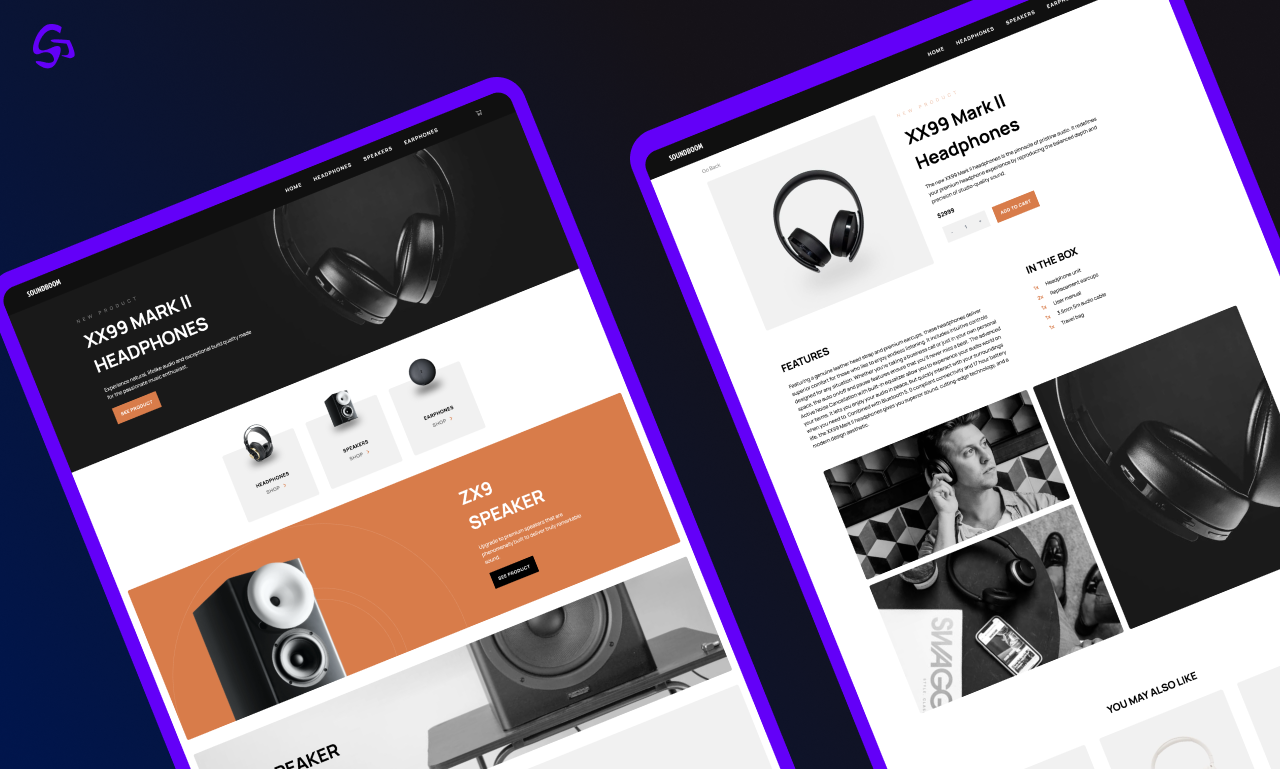 SOUNDBOOM
HOME
HEADPHONES
SPEAKERS
EARPHONES
NEW PRODUCT
XX99 MARK II
HEADPHONES
Experience natural, lifelike audio and exceptional build quality made
for the passionate music enthusiast.
SEE PRODUCT
HEADPHONES
SHOP >
SPEAKERS
SHOP >
EARPHONES
SHOP >
ZX9
SPEAKER
Upgrade to premium speakers that are
phenomenally built to deliver truly remarkable
sound.
SEE PRODUCT
PEAKER
SOUNDBOOM
HOME
HEADPHONES
SPEAKERS
EARPH
Go Back
NEW PRODUCT
XX99 Mark II
Headphones
The new XX99 Mark II headphones is the pinnacle of pristine audio. It redefines
your premium headphone experience by reproducing the balanced depth and
precision of studio-quality sound.
$2999
- 1 +
ADD TO CART
FEATURES
Featuring a genuine leather head strap and premium earcups, these headphones deliver
superior comfort for those who like to enjoy endless listening. It includes intuitive controls
designed for any situation. Whether you're taking a business call or just in your own personal
space, the auto on/off and pause features ensure that you'll never miss a beat. The advanced
Active Noise Cancellation with built-in equalizer allow you to experience your audio world on
your terms. It lets you enjoy your audio in peace, but quickly interact with your surroundings
when you need to. Combined with Bluetooth 5. 0 compliant connectivity and 17 hour battery
life, the XX99 Mark II headphones gives you superior sound, cutting-edge technology, and a
modern design aesthetic.
IN THE BOX
1x Headphone unit
2x Replacement earcups
1x User manual
1x 3.5mm 5m audio cable
1x Travel bag
SWAGG
YOU MAY ALSO LIKE